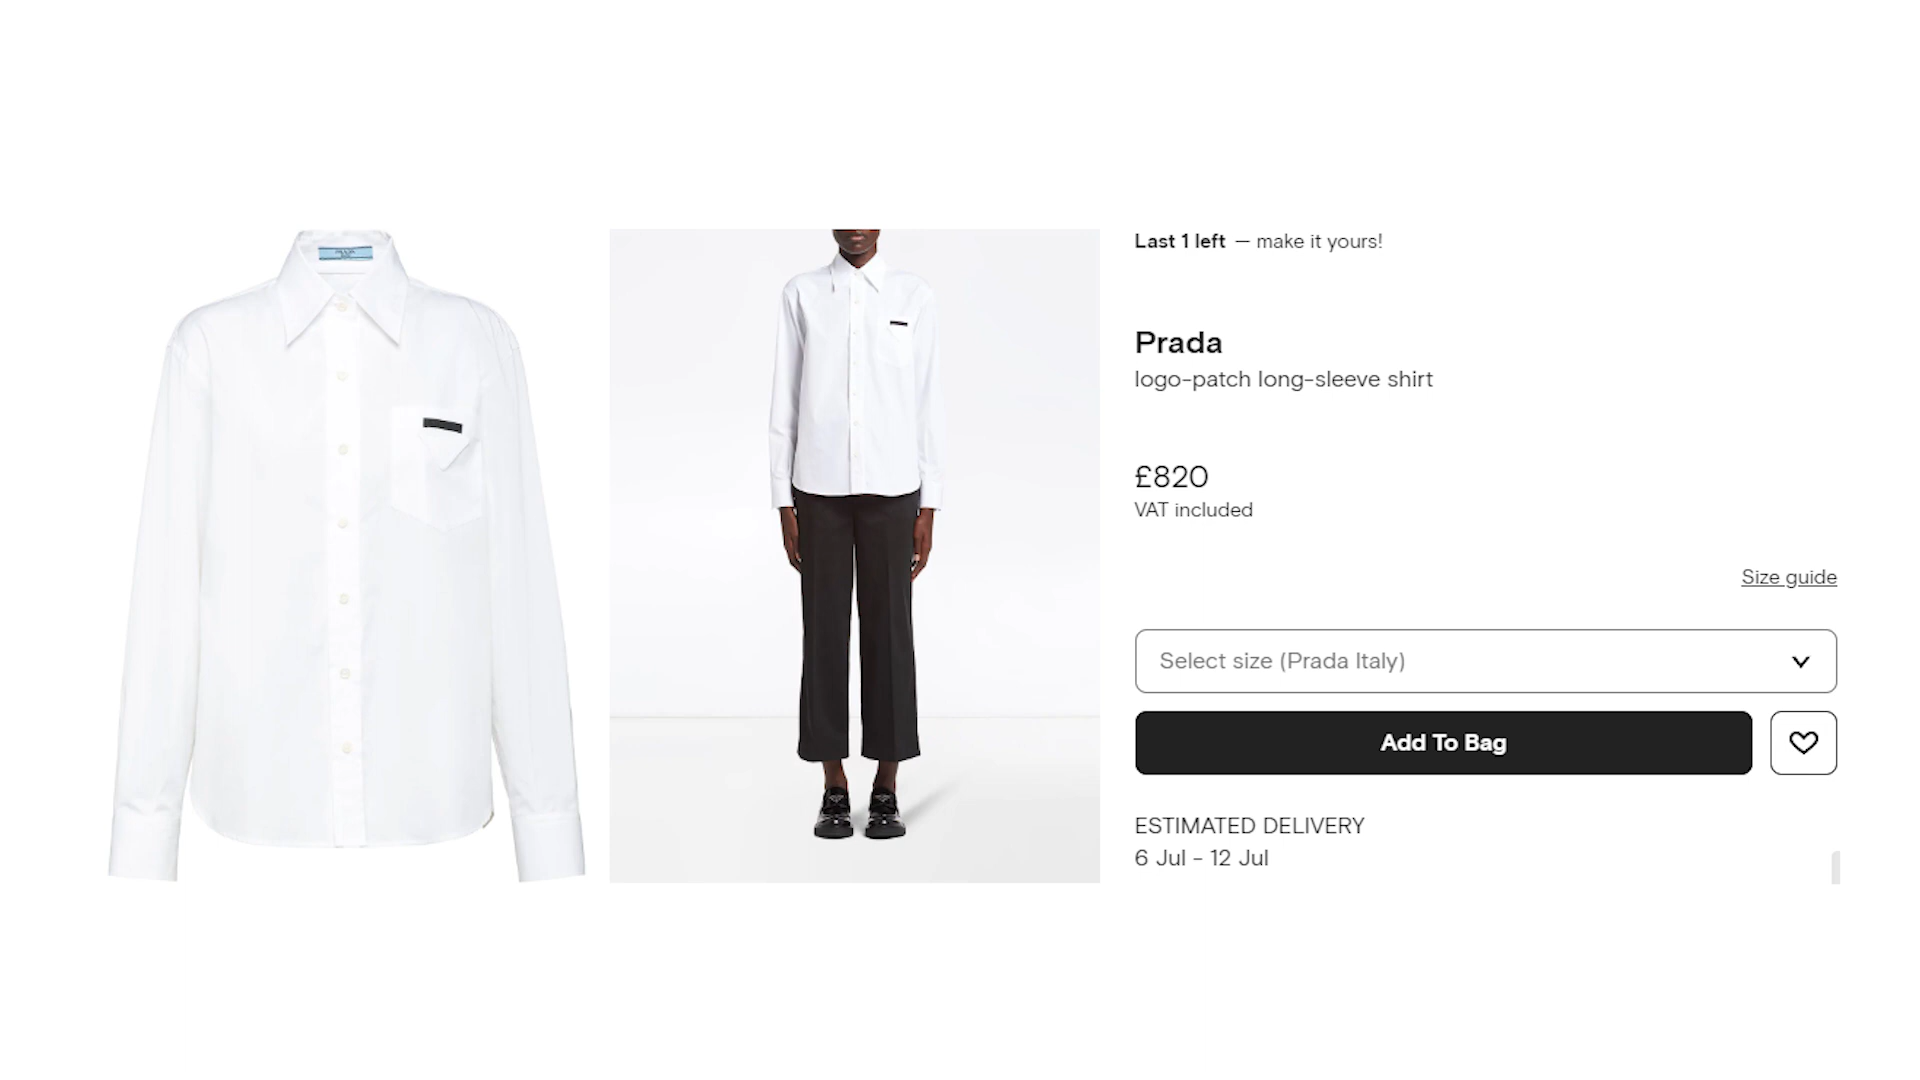 Last 1 left — make it yours!
Prada
logo-patch long-sleeve shirt
£820
VAT included
Size guide
Select size (Prada Italy)
Add To Bag
ESTIMATED DELIVERY
6 Jul - 12 Jul